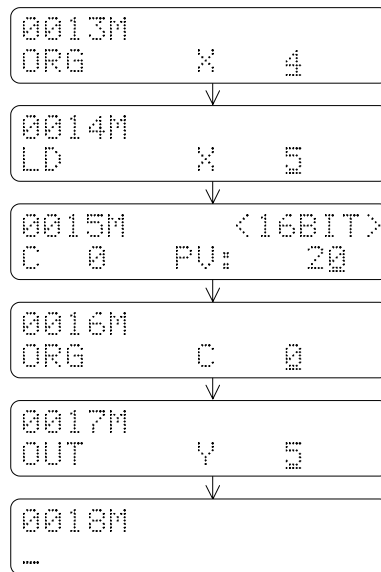 0013M
ORG X 4
0014M
LD X 5
0015M <16BIT>
C 0 PV: 20
0016M
ORG C 0
0017M
OUT Y 5
0018M